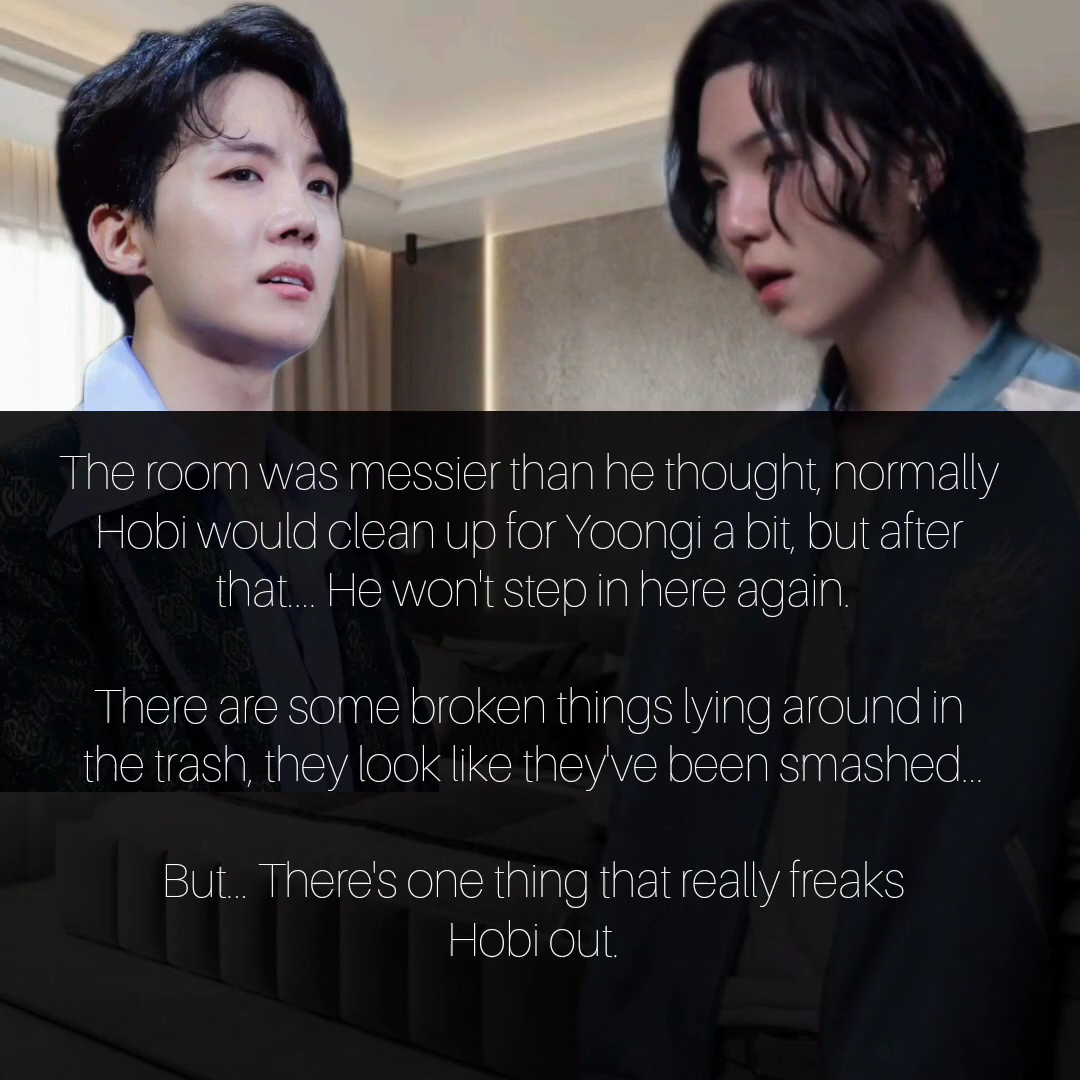 The room was messier than he thought, normally
Hobi would clean up for Yoongi a bit, but after
that.... He won't step in here again.
There are some broken things lying around in
the trash, they look like they've been smashed...
But... There's one thing that really freaks
Hobi out.